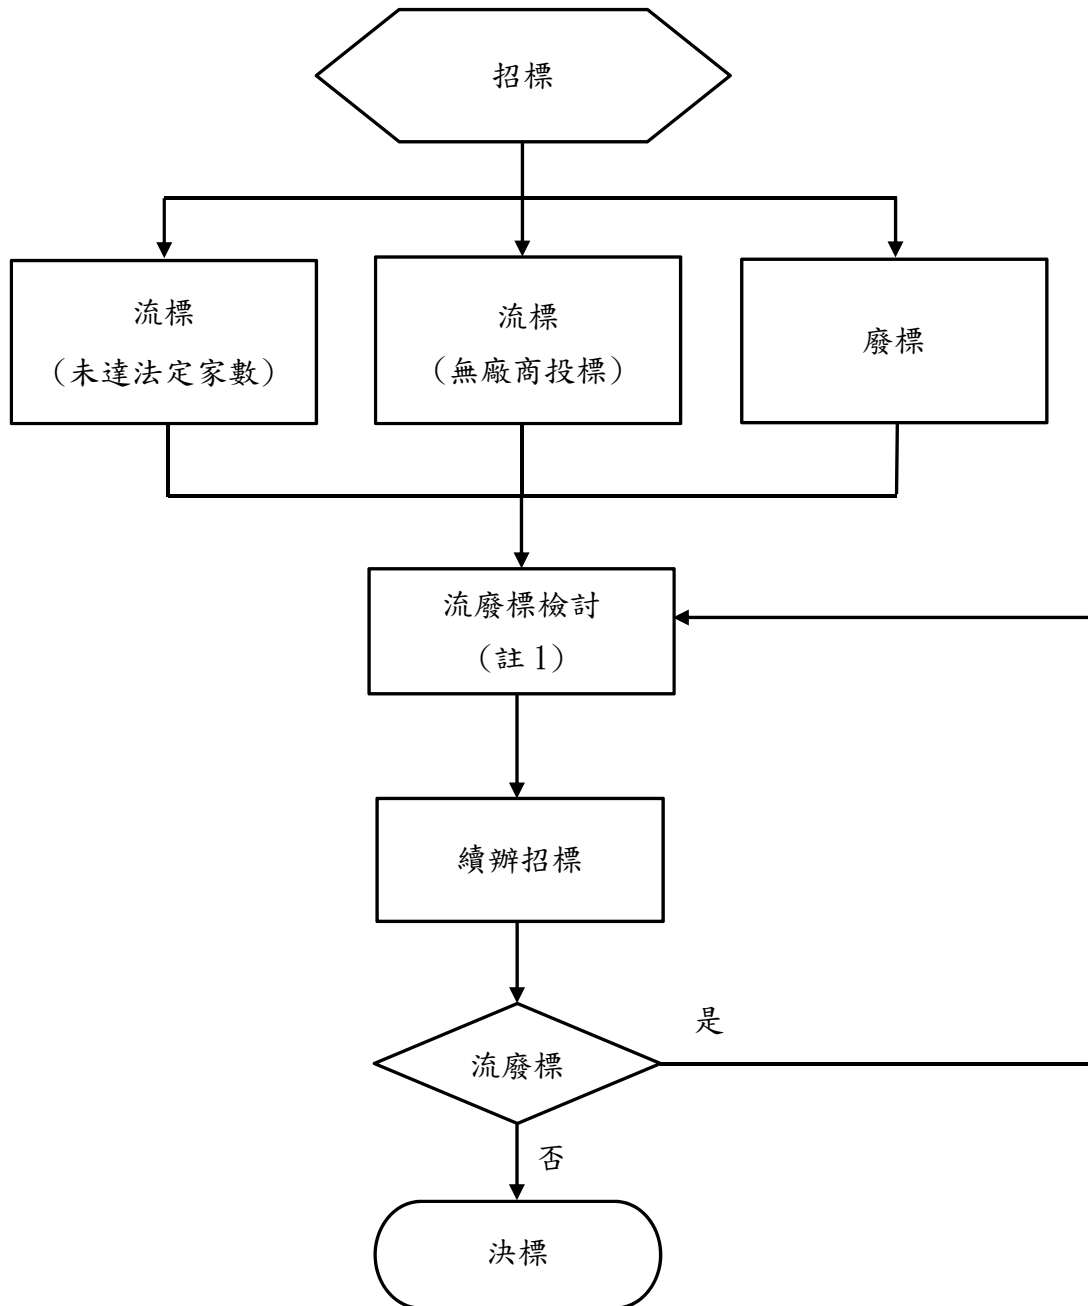 招標
流標
（未達法定家數）
流標
（無廠商投標）
廢標
流廢標檢討
（註 1）
續辦招標
流廢標
是
否
決標